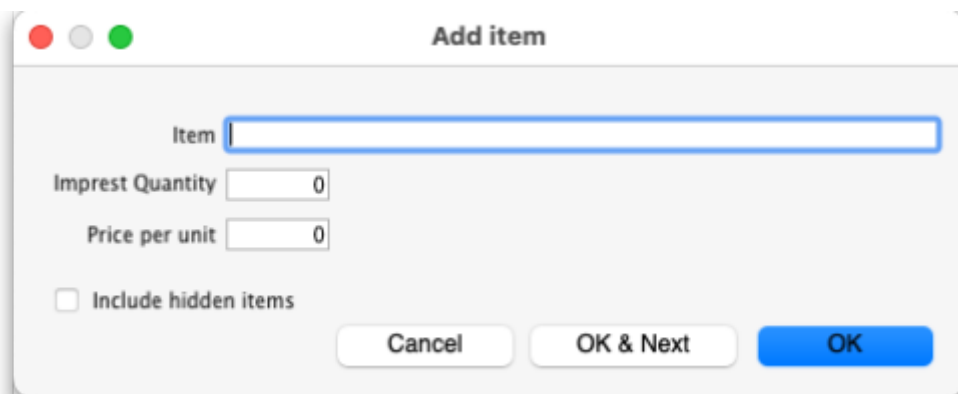 Add item
Item
Imprest Quantity 0
Price per unit 0
Include hidden items
Cancel OK & Next OK